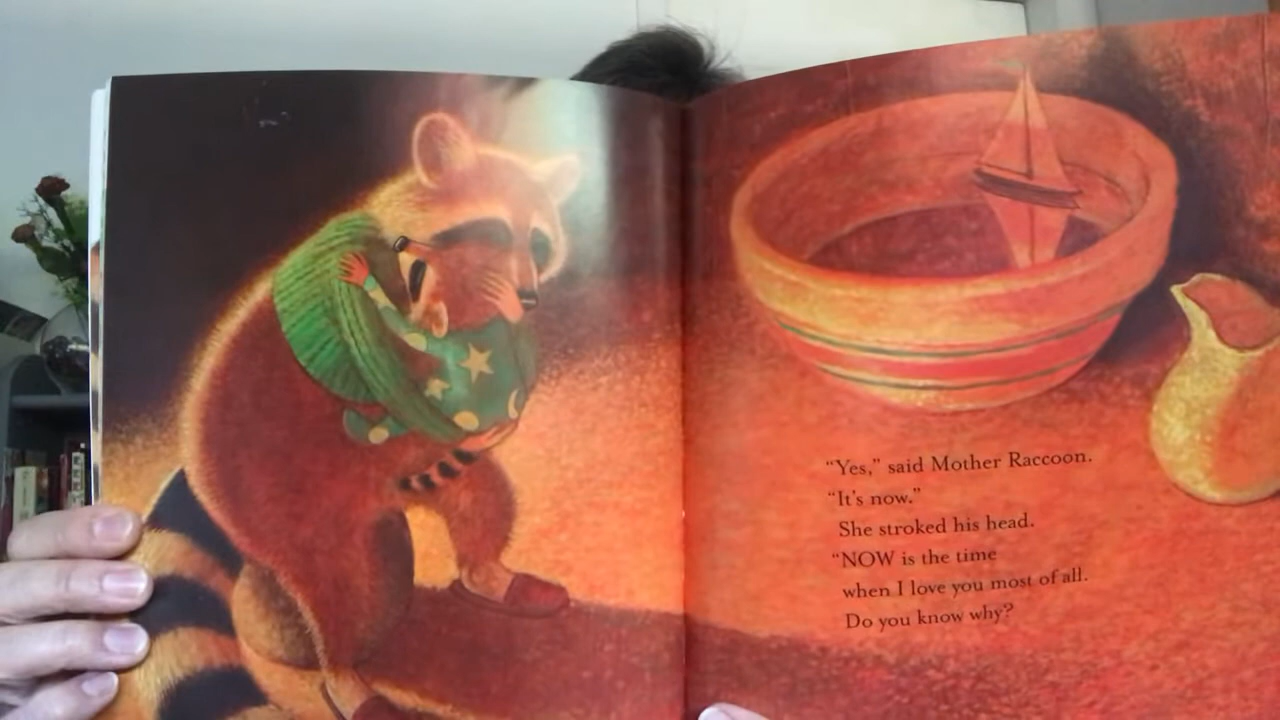 “Yes,” said Mother Raccoon.
“It’s now.”
She stroked his head.
“NOW is the time
when I love you most of all.
Do you know why?